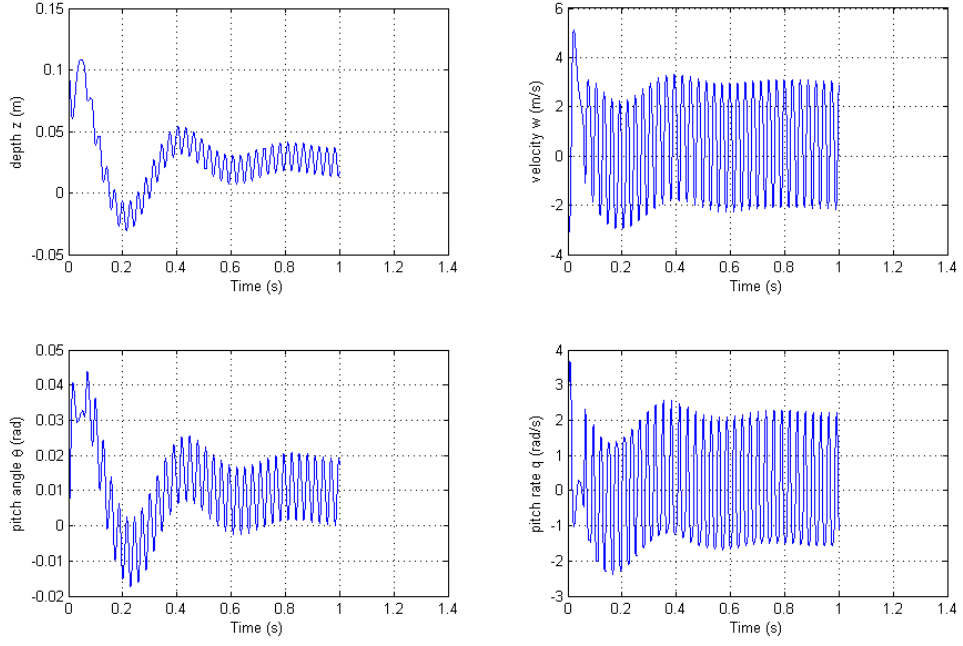 0.15
0.1
0.05
0
-0.05
depth z (m)
0 0.2 0.4 0.6 0.8 1 1.2 1.4
Time (s)
6
4
2
0
-2
-4
velocity w (m/s)
0 0.2 0.4 0.6 0.8 1 1.2 1.4
Time (s)
0.05
0.04
0.03
0.02
0.01
0
-0.01
-0.02
pitch angle θ (rad)
0 0.2 0.4 0.6 0.8 1 1.2 1.4
Time (s)
4
3
2
1
0
-1
-2
-3
pitch rate q (rad/s)
0 0.2 0.4 0.6 0.8 1 1.2 1.4
Time (s)